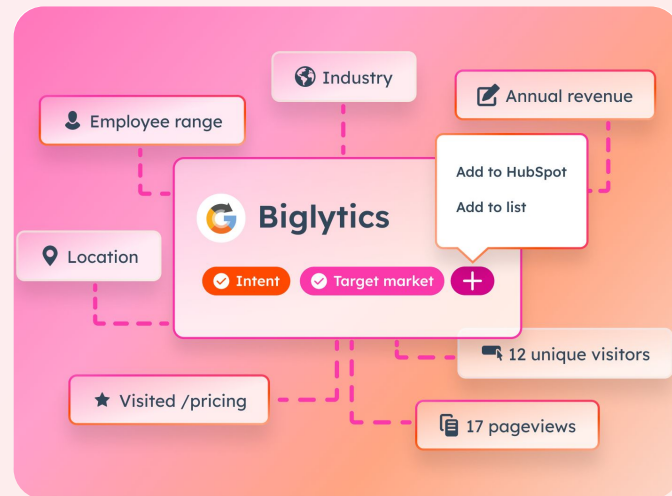 Industry
Annual revenue
Employee range
Add to HubSpot
Add to list
Biglytics
Location
Intent
Target market
12 unique visitors
Visited /pricing
17 pageviews